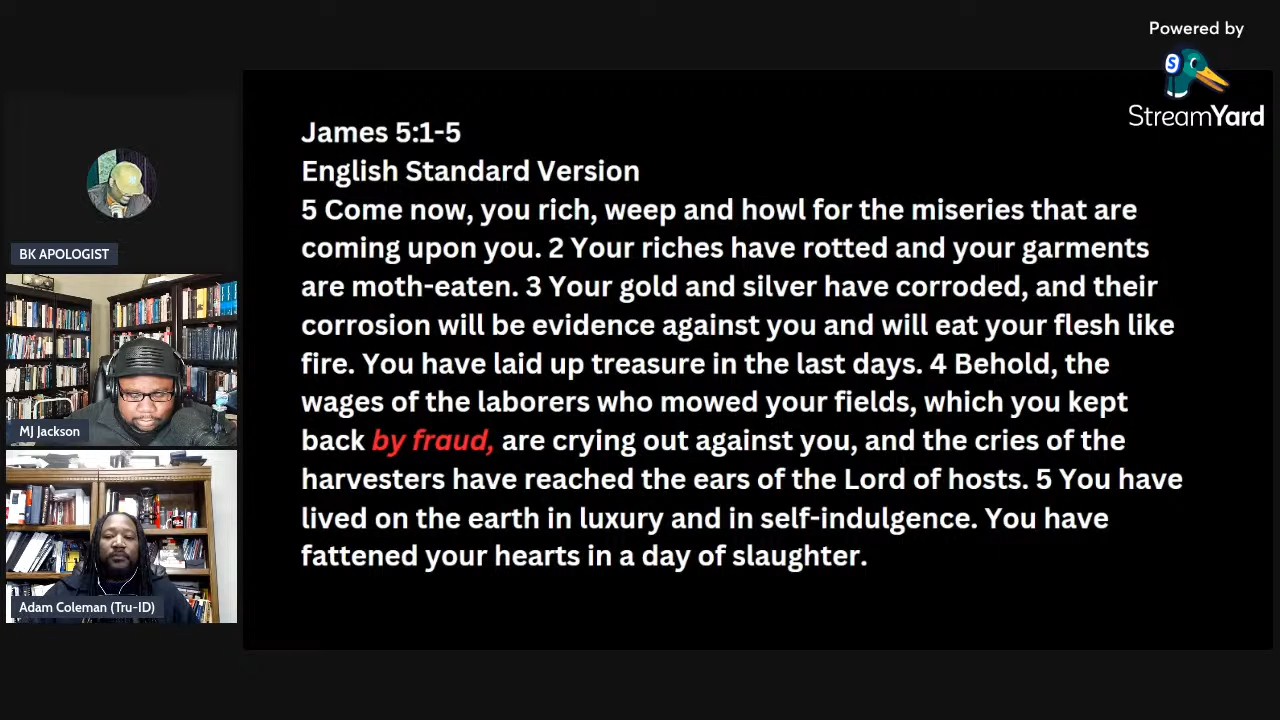 Powered by
StreamYard
BK APOLOGIST
MJ Jackson
Adam Coleman (Tru-ID)
James 5:1-5
English Standard Version
5 Come now, you rich, weep and howl for the miseries that are
coming upon you. 2 Your riches have rotted and your garments
are moth-eaten. 3 Your gold and silver have corroded, and their
corrosion will be evidence against you and will eat your flesh like
fire. You have laid up treasure in the last days. 4 Behold, the
wages of the laborers who mowed your fields, which you kept
back by fraud, are crying out against you, and the cries of the
harvesters have reached the ears of the Lord of hosts. 5 You have
lived on the earth in luxury and in self-indulgence. You have
fattened your hearts in a day of slaughter.